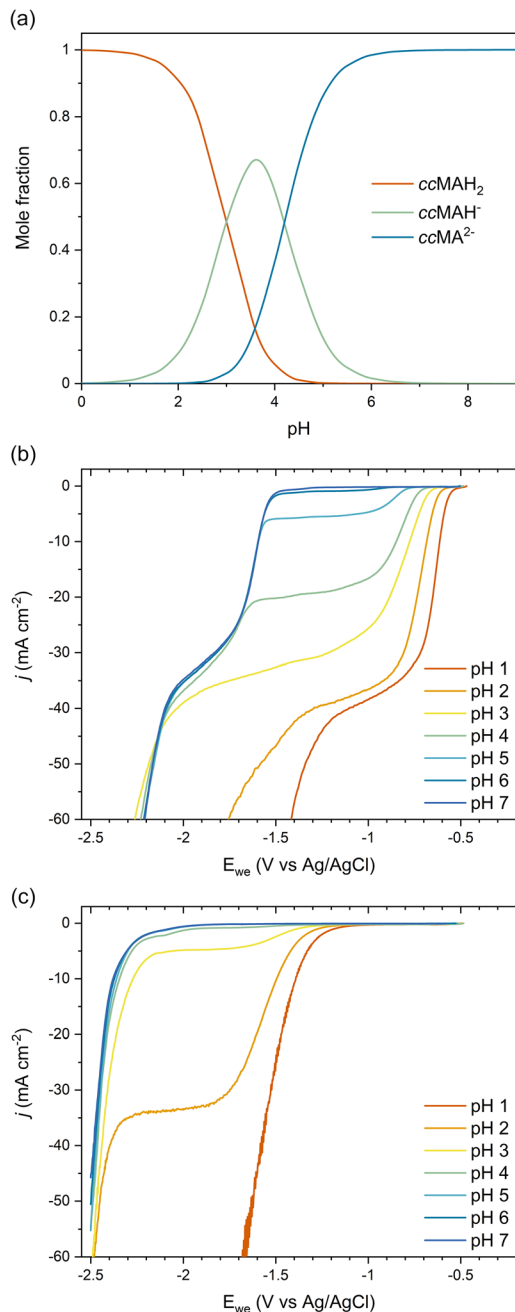 (a)
1
0.8
0.6
0.4
0.2
0
Mole fraction
ccMAH₂
ccMAH⁻
ccMA²⁻
0 2 4 6 8
pH
(b)
0
-10
-20
-30
-40
-50
-60
j (mA cm⁻²)
pH 1
pH 2
pH 3
pH 4
pH 5
pH 6
pH 7
-2.5 -2 -1.5 -1 -0.5
E_we (V vs Ag/AgCl)
(c)
0
-10
-20
-30
-40
-50
-60
j (mA cm⁻²)
pH 1
pH 2
pH 3
pH 4
pH 5
pH 6
pH 7
-2.5 -2 -1.5 -1 -0.5
E_we (V vs Ag/AgCl)